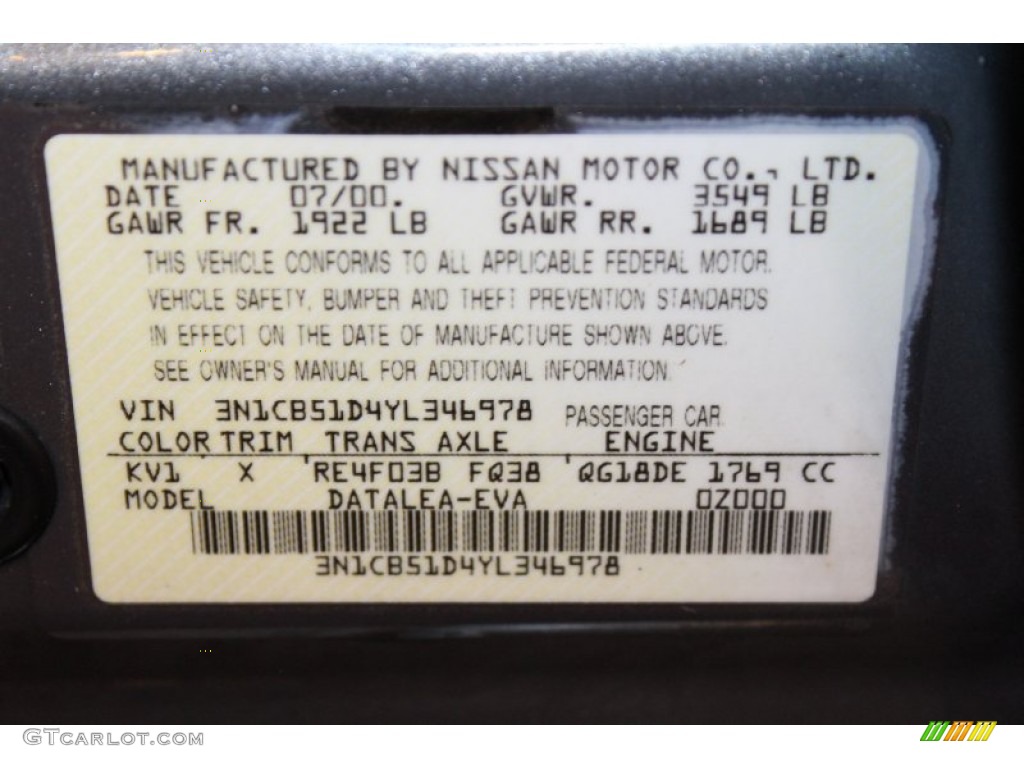 MANUFACTURED BY NISSAN MOTOR CO., LTD.
DATE 07/00. GVWR. 3549 LB
GAWR FR. 1922 LB GAWR RR. 1689 LB
THIS VEHICLE CONFORMS TO ALL APPLICABLE FEDERAL MOTOR.
VEHICLE SAFETY, BUMPER AND THEFT PREVENTION STANDARDS
IN EFFECT ON THE DATE OF MANUFACTURE SHOWN ABOVE.
SEE OWNER'S MANUAL FOR ADDITIONAL INFORMATION.
VIN 3N1CB51D4YL346978 PASSENGER CAR
COLOR TRIM TRANS AXLE ENGINE
KV1 X RE4F03B FQ38 QG18DE 1769 CC
MODEL DATALEA-EVA 0Z000
3N1CB51D4YL346978
GTCARLOT.COM